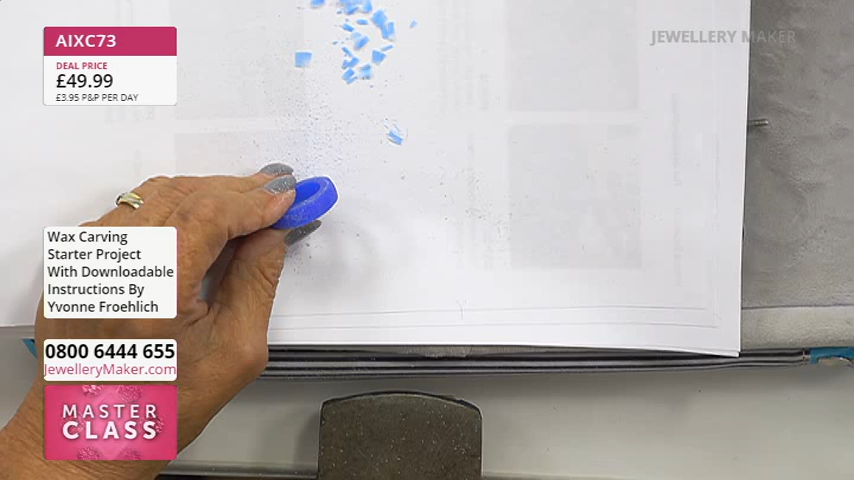 AIXC73
DEAL PRICE
£49.99
£3.95 P&P PER DAY
JEWELLERY MAKER
Wax Carving
Starter Project
With Downloadable
Instructions By
Yvonne Froehlich
0800 6444 655
JewelleryMaker.com
MASTER
CLASS